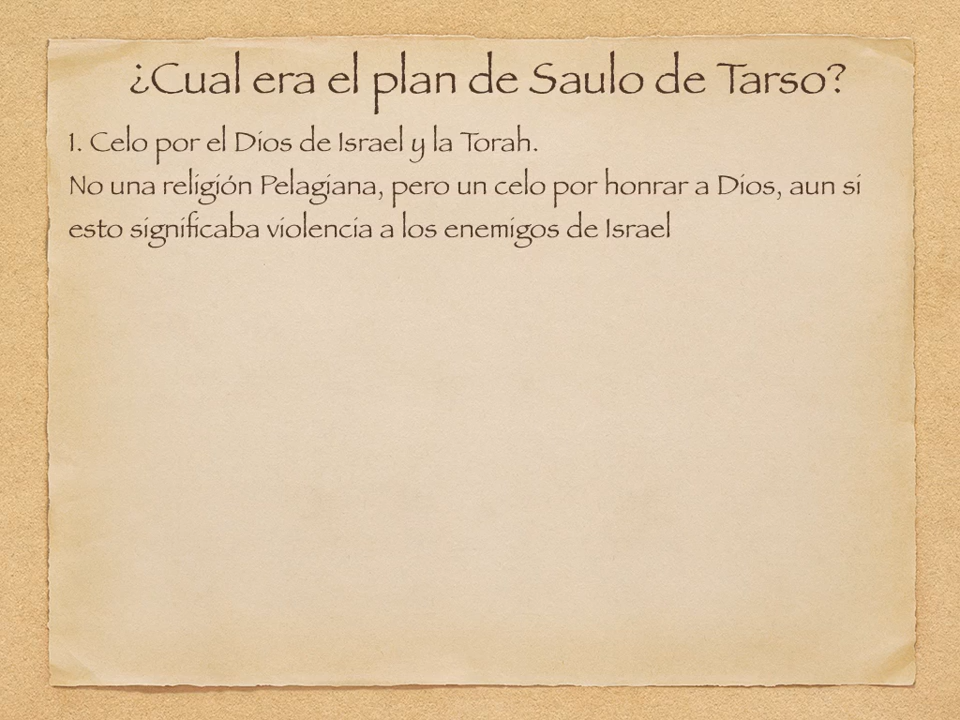 ¿Cual era el plan de Saulo de Tarso?
1. Celo por el Dios de Israel y la Torah.
No una religión Pelagiana, pero un celo por honrar a Dios, aun si
esto significaba violencia a los enemigos de Israel